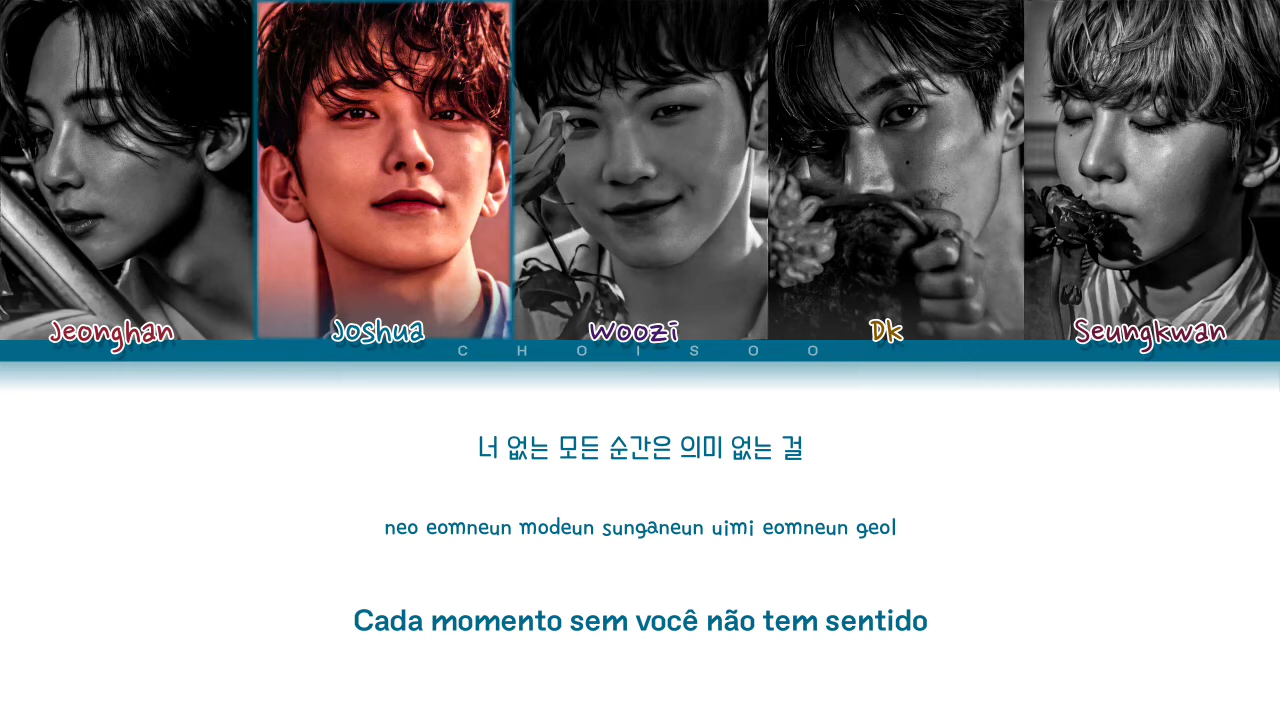 Jeonghan Joshua Woozi Dk Seungkwan
CHOISOO
너 없는 모든 순간은 의미 없는 걸
neo eomneun modeun sunganeun uimi eomneun geol
Cada momento sem você não tem sentido